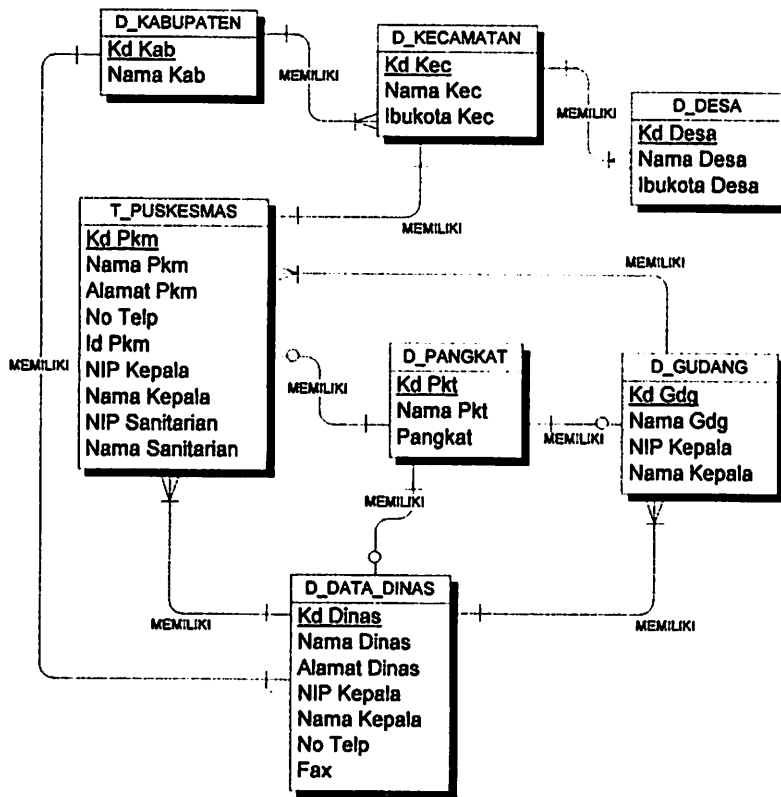 D_KABUPATEN
Kd Kab
Nama Kab
MEMILIKI
D_KECAMATAN
Kd Kec
Nama Kec
Ibukota Kec
MEMILIKI
D_DESA
Kd Desa
Nama Desa
Ibukota Desa
T_PUSKESMAS
Kd Pkm
Nama Pkm
Alamat Pkm
No Telp
Id Pkm
NIP Kepala
Nama Kepala
NIP Sanitarian
Nama Sanitarian
MEMILIKI
MEMILIKI
MEMILIKI
MEMILIKI
D_PANGKAT
Kd Pkt
Nama Pkt
Pangkat
MEMILIKI
D_GUDANG
Kd Gdg
Nama Gdg
NIP Kepala
Nama Kepala
MEMILIKI
MEMILIKI
MEMILIKI
D_DATA_DINAS
Kd Dinas
Nama Dinas
Alamat Dinas
NIP Kepala
Nama Kepala
No Telp
Fax